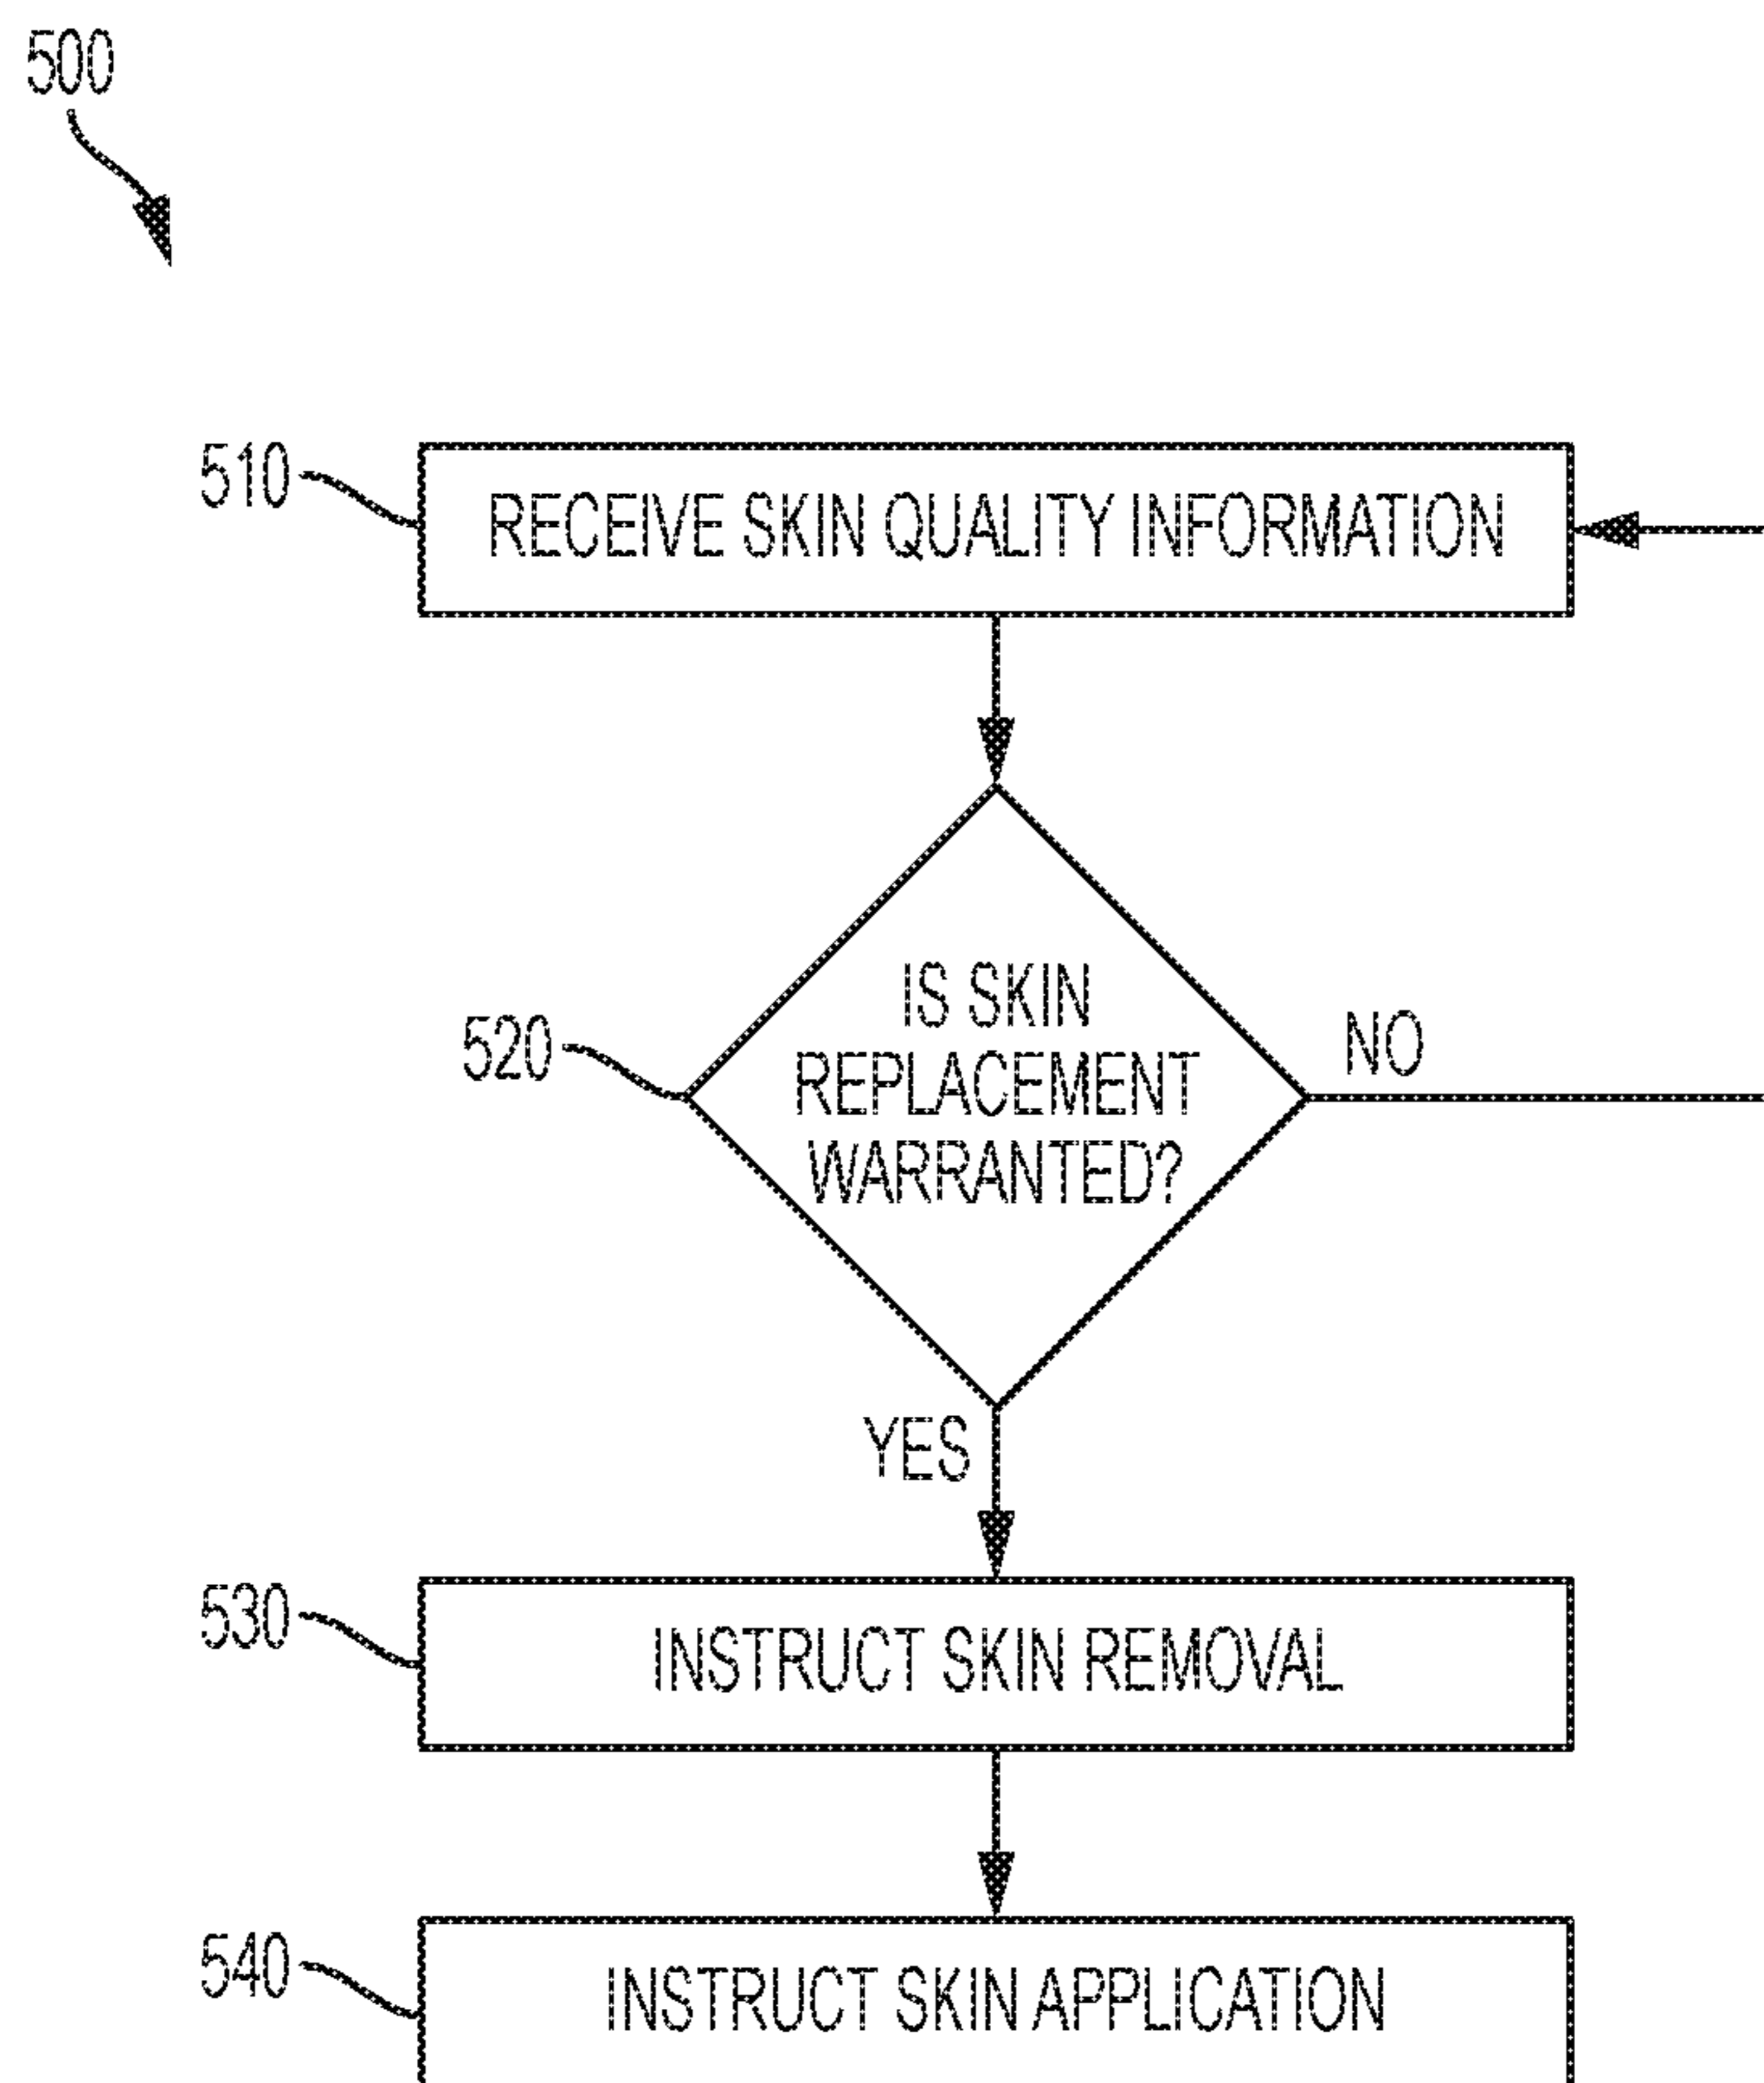 500
510
RECEIVE SKIN QUALITY INFORMATION
520
IS SKIN
REPLACEMENT
WARRANTED?
NO
YES
530
INSTRUCT SKIN REMOVAL
540
INSTRUCT SKIN APPLICATION